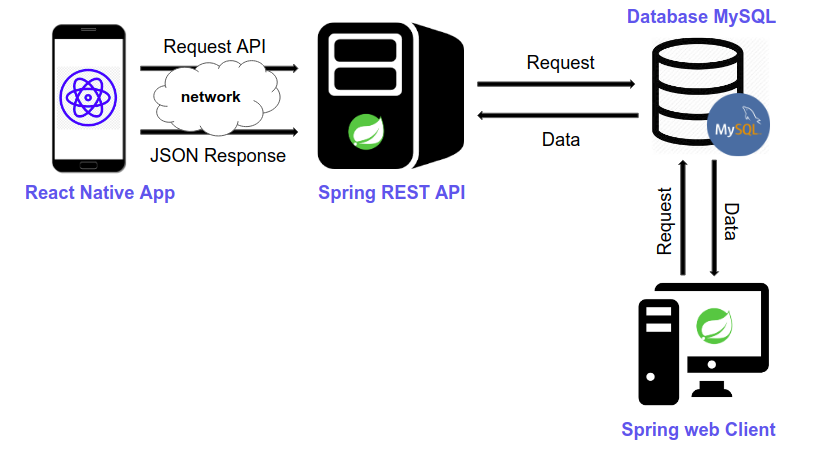 Database MySQL
Request API
network
JSON Response
React Native App
Spring REST API
Request
Data
MySQL
Request
Data
Spring web Client